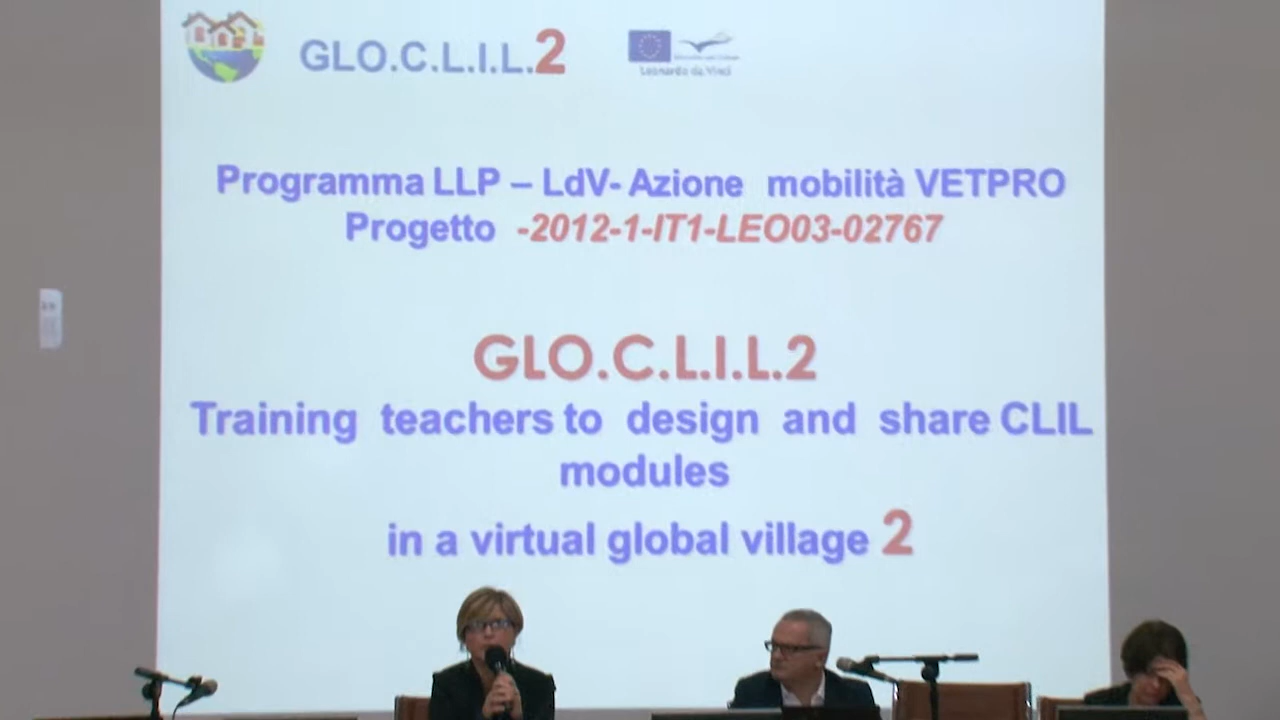 GLO.C.L.I.L.2
Leonardo da Vinci
Programma LLP – LdV- Azione mobilità VETPRO
Progetto -2012-1-IT1-LEO03-02767
GLO.C.L.I.L.2
Training teachers to design and share CLIL
modules
in a virtual global village 2